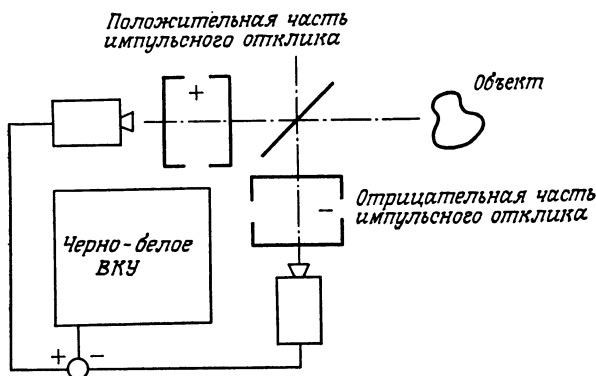 Положительная часть
импульсного отклика
+
Объект
Отрицательная часть
импульсного отклика
−
Черно-белое
ВКУ
+ −